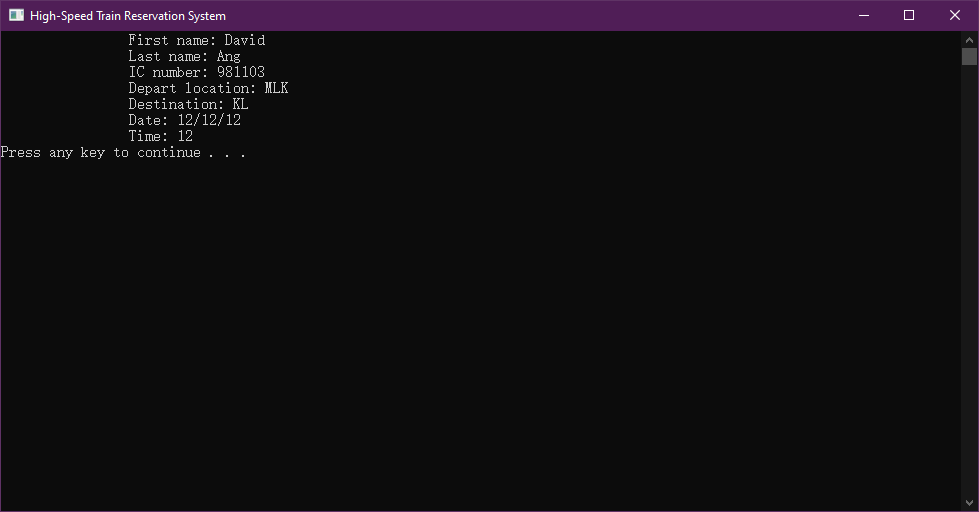 High-Speed Train Reservation System
First name: David
Last name: Ang
IC number: 981103
Depart location: MLK
Destination: KL
Date: 12/12/12
Time: 12
Press any key to continue . . .